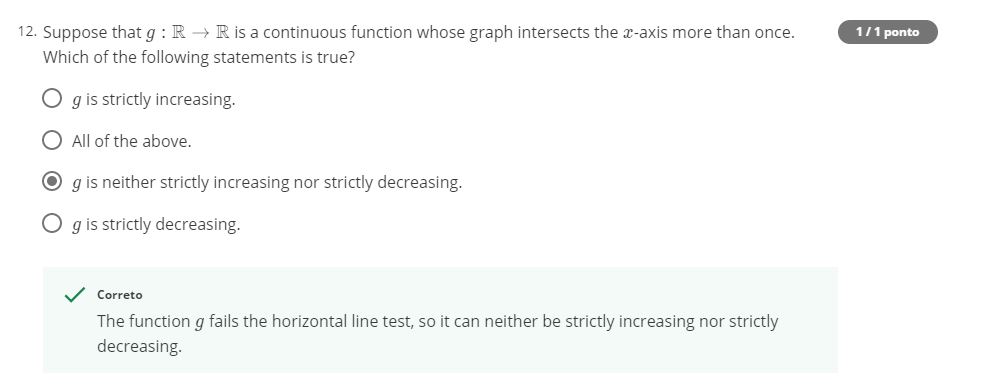 12. Suppose that g : ℝ → ℝ is a continuous function whose graph intersects the x-axis more than once.
1 / 1 ponto
Which of the following statements is true?
g is strictly increasing.
All of the above.
g is neither strictly increasing nor strictly decreasing.
g is strictly decreasing.
Correto
The function g fails the horizontal line test, so it can neither be strictly increasing nor strictly
decreasing.